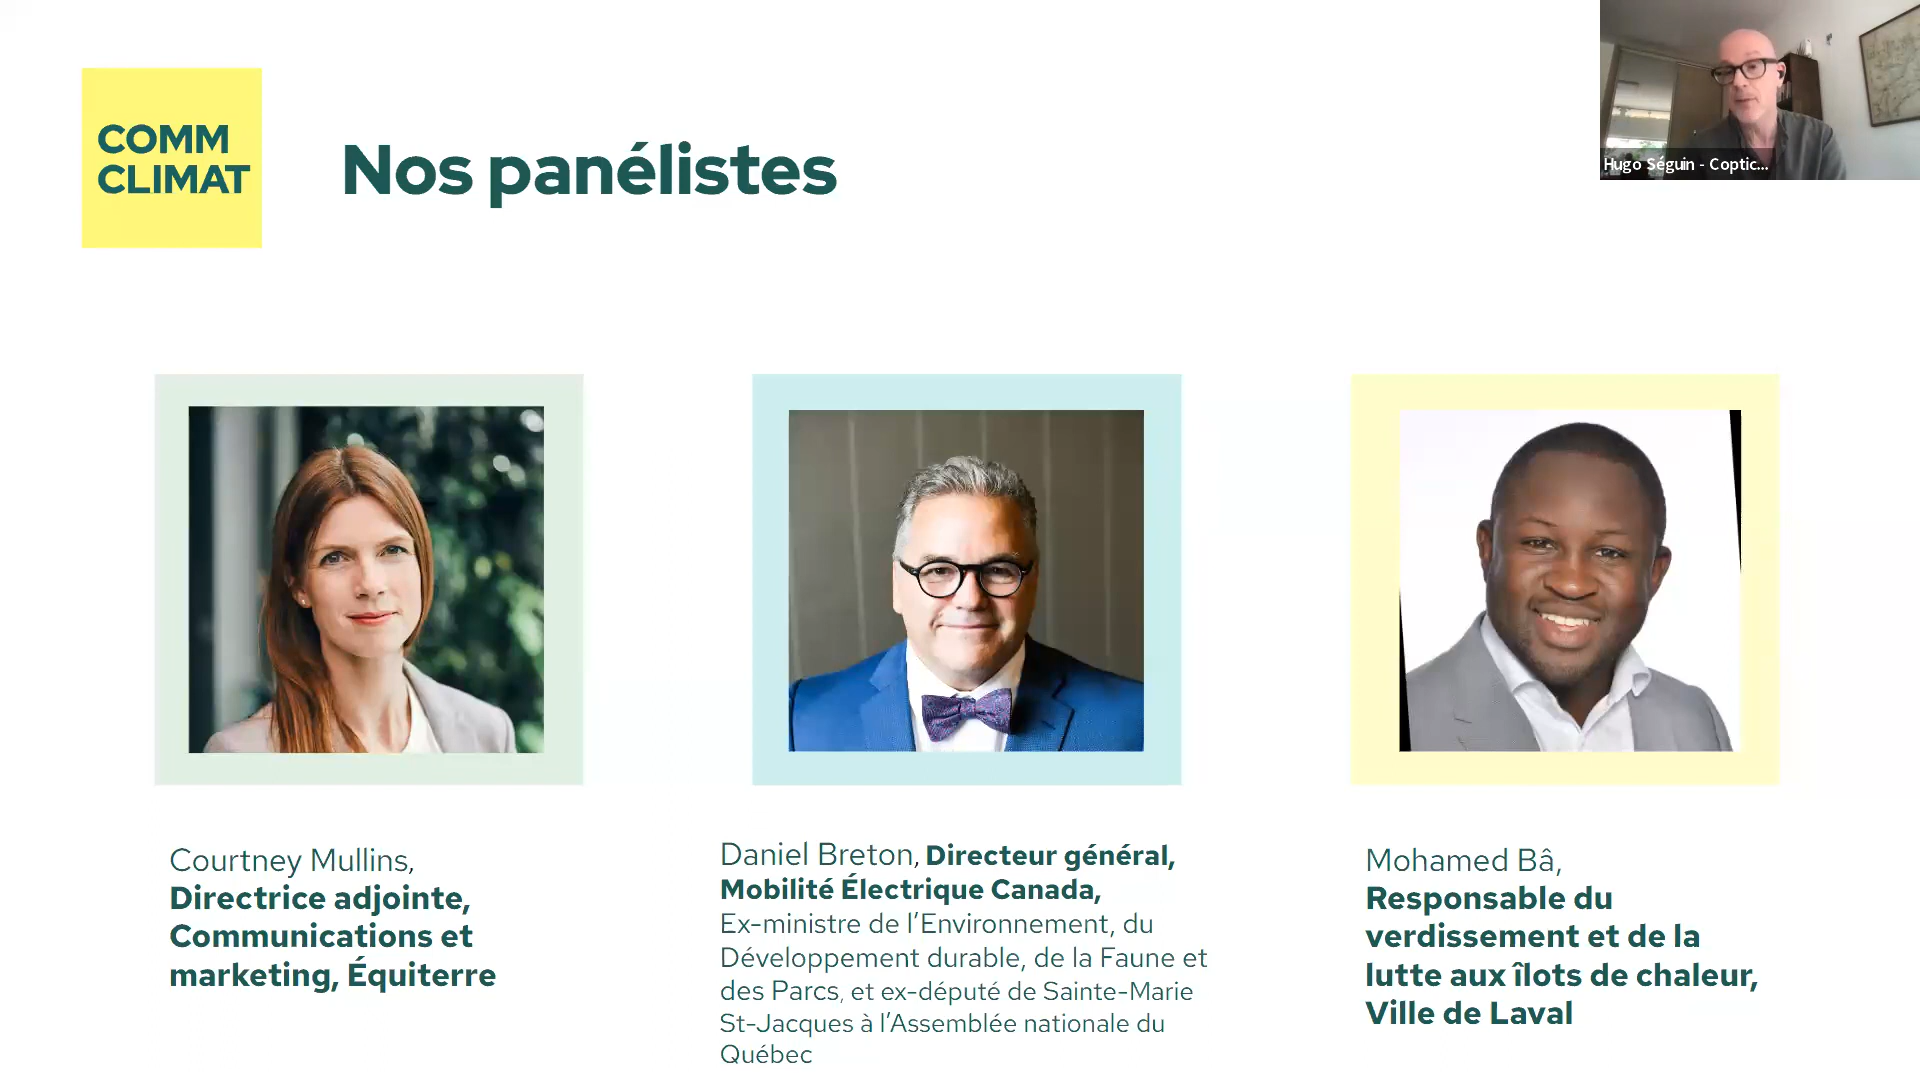 COMM
CLIMAT
Nos panélistes
Hugo Séguin - Coptic...
Courtney Mullins,
Directrice adjointe,
Communications et
marketing, Équiterre
Daniel Breton, Directeur général,
Mobilité Électrique Canada,
Ex-ministre de l’Environnement, du
Développement durable, de la Faune et
des Parcs, et ex-député de Sainte-Marie
St-Jacques à l’Assemblée nationale du
Québec
Mohamed Bâ,
Responsable du
verdissement et de la
lutte aux îlots de chaleur,
Ville de Laval